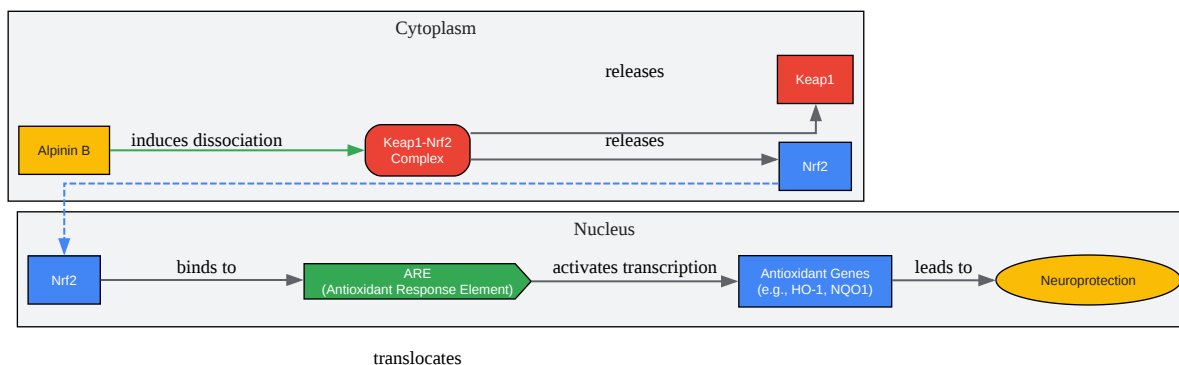 Cytoplasm
releases
Keap1
Alpinin B
induces dissociation
Keap1-Nrf2
Complex
releases
Nrf2
Nucleus
Nrf2
binds to
ARE
(Antioxidant Response Element)
activates transcription
Antioxidant Genes
(e.g., HO-1, NQO1)
leads to
Neuroprotection
translocates